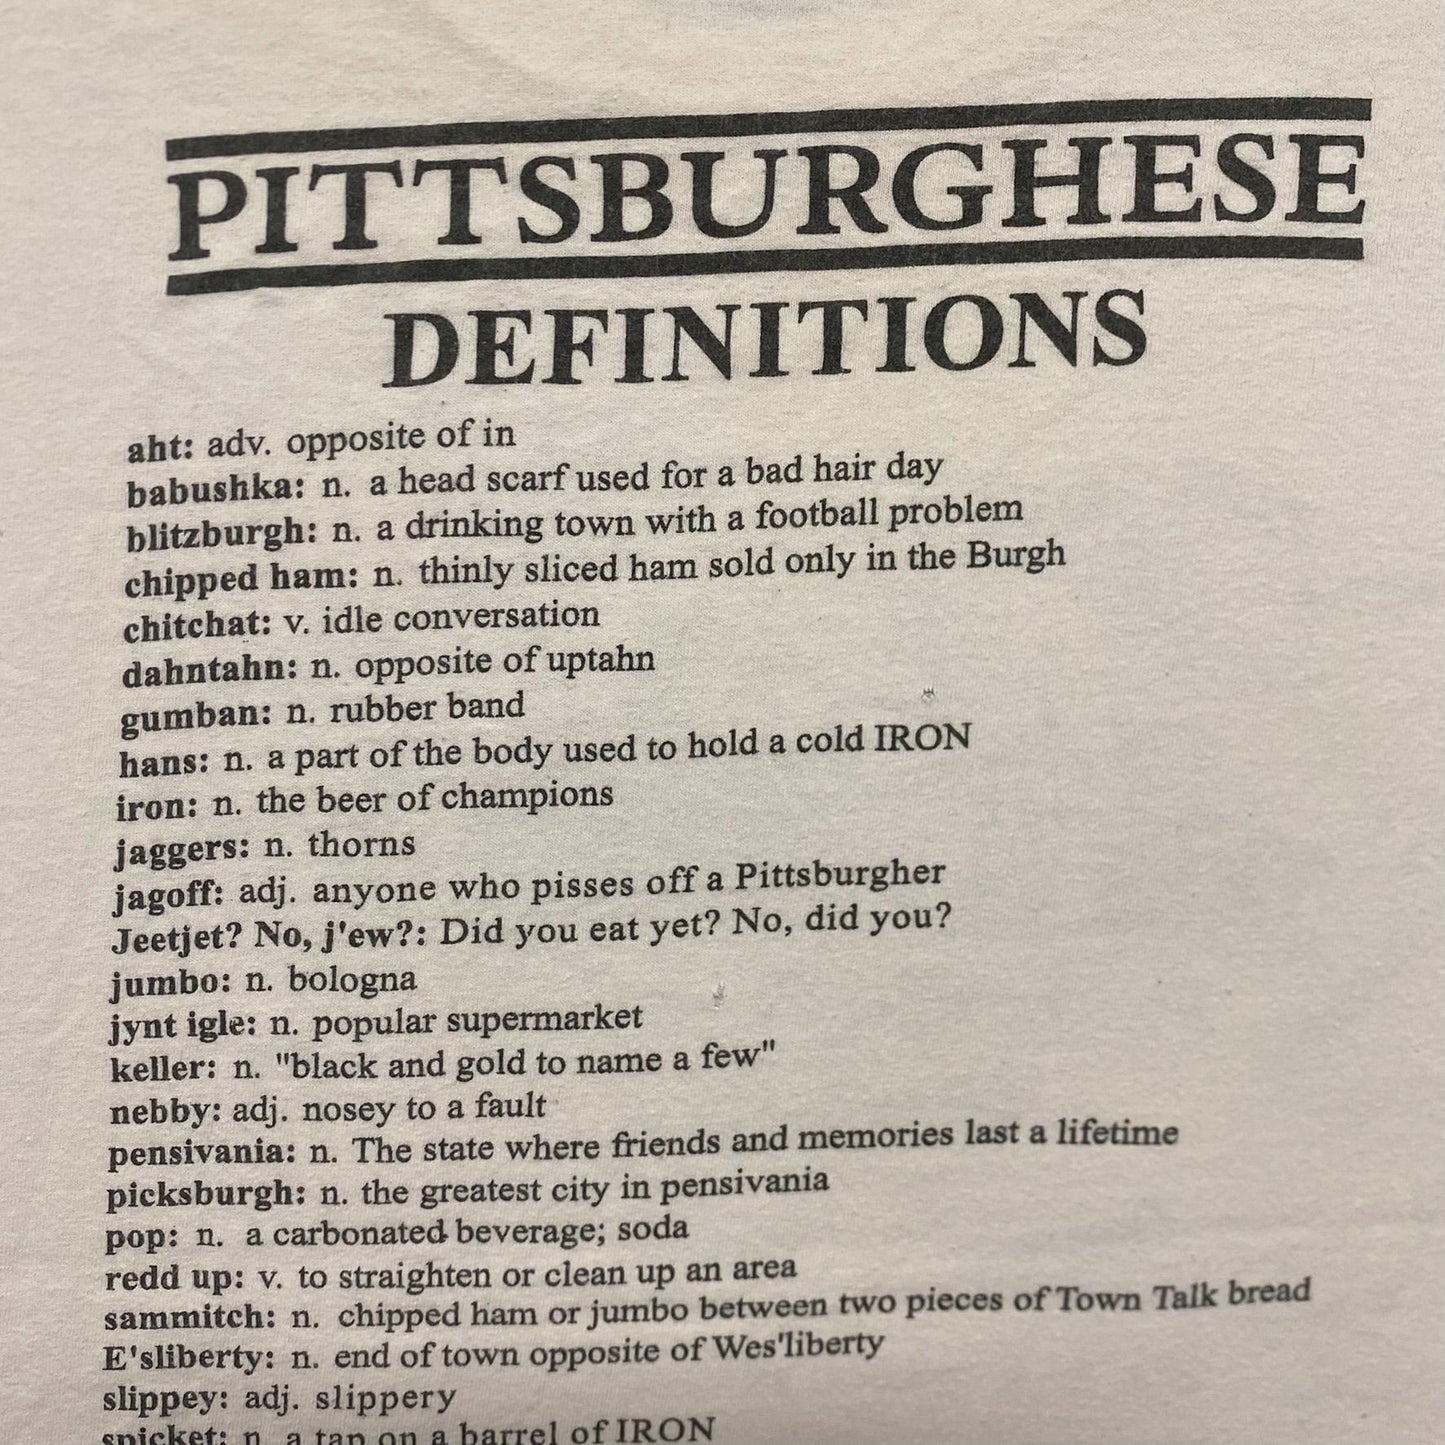 PITTSBURGHESE
DEFINITIONS
aht: adv. opposite of in
babushka: n. a head scarf used for a bad hair day
blitzburgh: n. a drinking town with a football problem
chipped ham: n. thinly sliced ham sold only in the Burgh
chitchat: v. idle conversation
dahntahn: n. opposite of uptahn
gumban: n. rubber band
hans: n. a part of the body used to hold a cold IRON
iron: n. the beer of champions
jaggers: n. thorns
jagoff: adj. anyone who pisses off a Pittsburgher
Jeetjet? No, j'ew?: Did you eat yet? No, did you?
jumbo: n. bologna
jynt igle: n. popular supermarket
keller: n. "black and gold to name a few"
nebby: adj. nosey to a fault
pensivania: n. The state where friends and memories last a lifetime
picksburgh: n. the greatest city in pensivania
pop: n. a carbonated beverage; soda
redd up: v. to straighten or clean up an area
sammitch: n. chipped ham or jumbo between two pieces of Town Talk bread
E'sliberty: n. end of town opposite of Wes'liberty
slippey: adj. slippery
spicket: n. a tap on a barrel of IRON